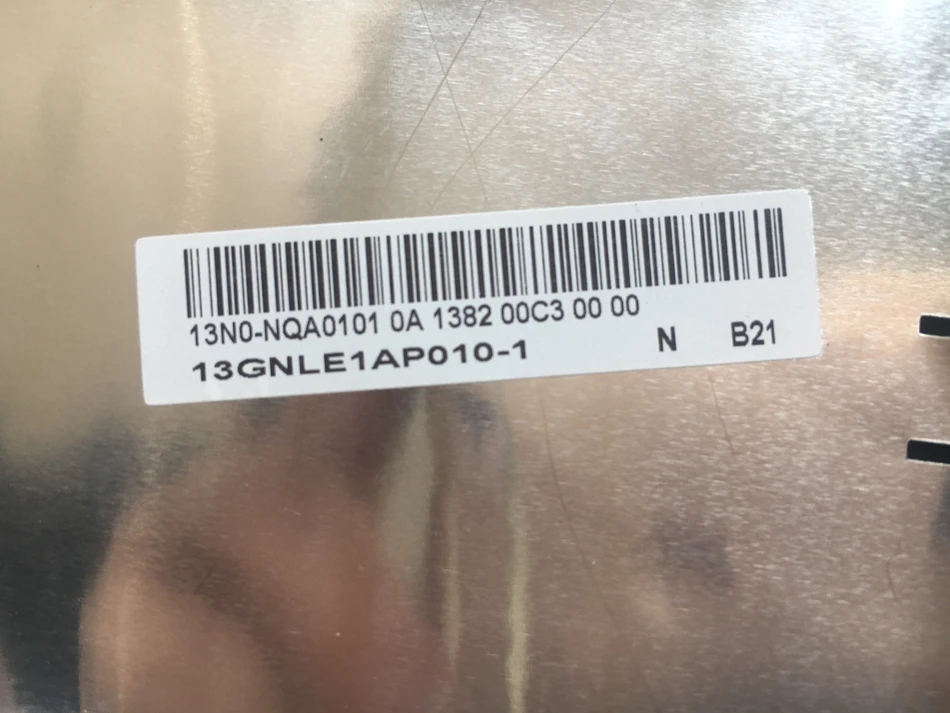 13N0-NQA0101 0A 1382 00C3 00 00
13GNLE1AP010-1 N B21